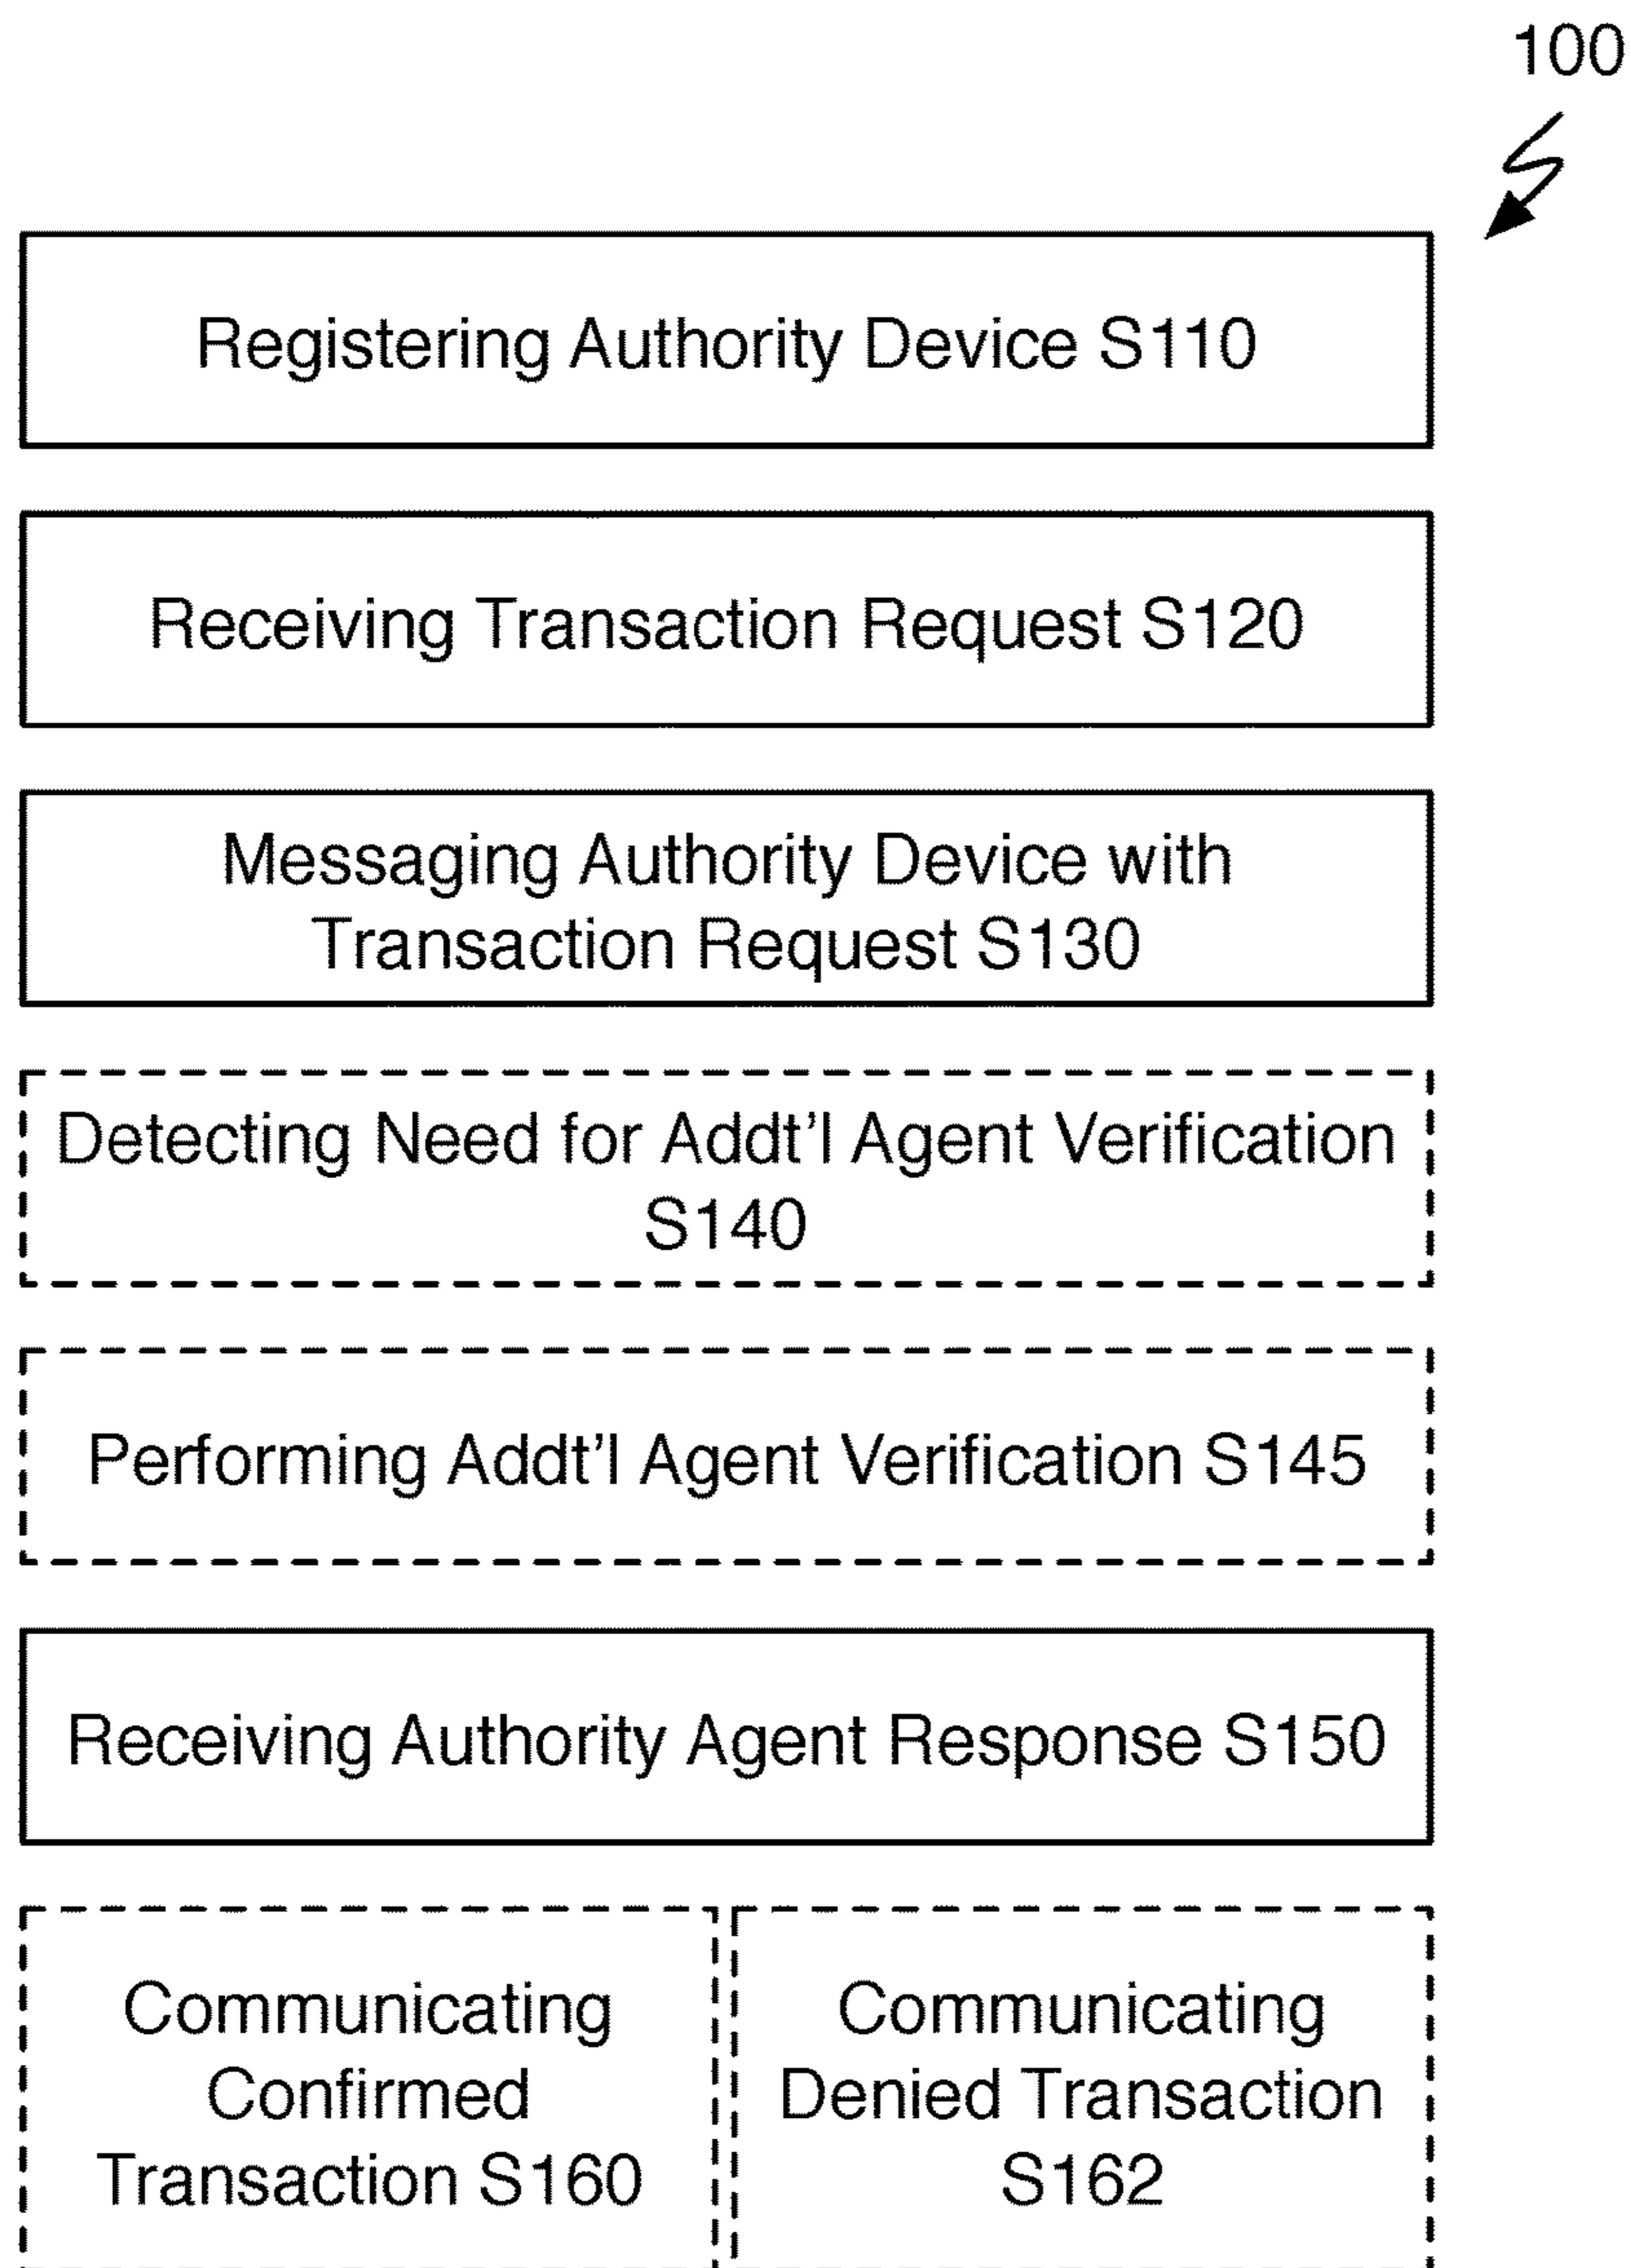 100
Registering Authority Device S110
Receiving Transaction Request S120
Messaging Authority Device with
Transaction Request S130
Detecting Need for Addt'l Agent Verification
S140
Performing Addt'l Agent Verification S145
Receiving Authority Agent Response S150
Communicating
Confirmed
Transaction S160
Communicating
Denied Transaction
S162